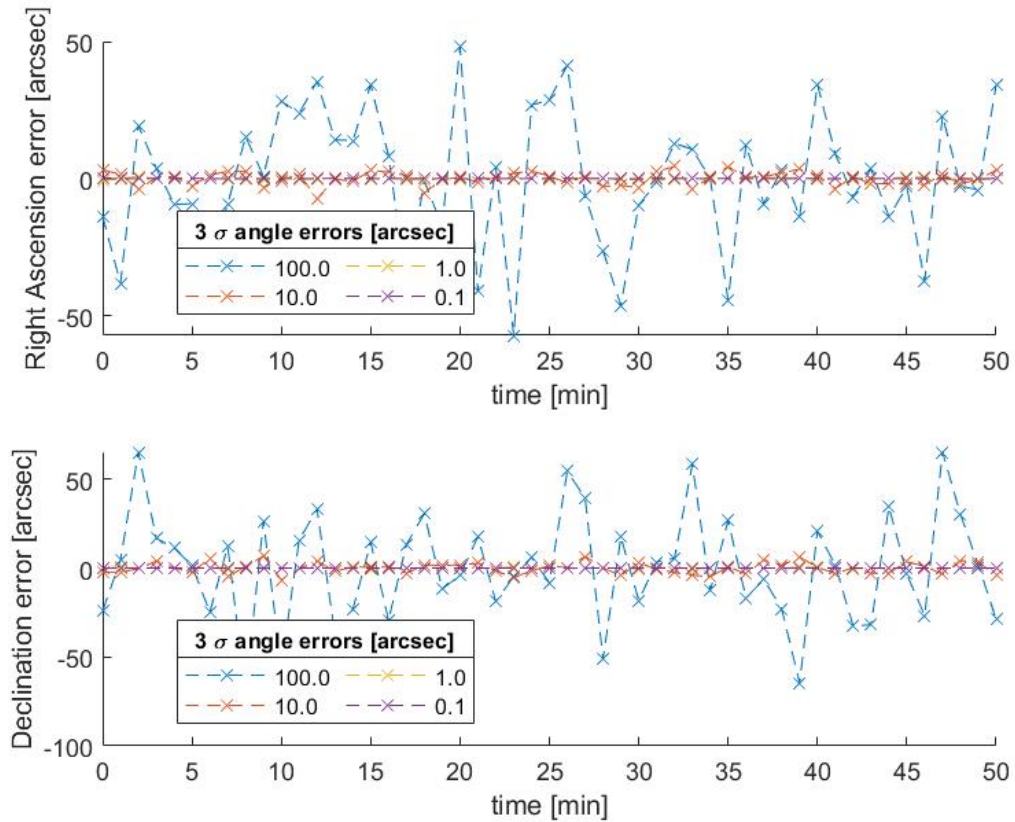 Right Ascension error [arcsec]
50
0
-50
3 σ angle errors [arcsec]
100.0 1.0
10.0 0.1
0 5 10 15 20 25 30 35 40 45 50
time [min]
Declination error [arcsec]
50
0
-50
-100
3 σ angle errors [arcsec]
100.0 1.0
10.0 0.1
0 5 10 15 20 25 30 35 40 45 50
time [min]